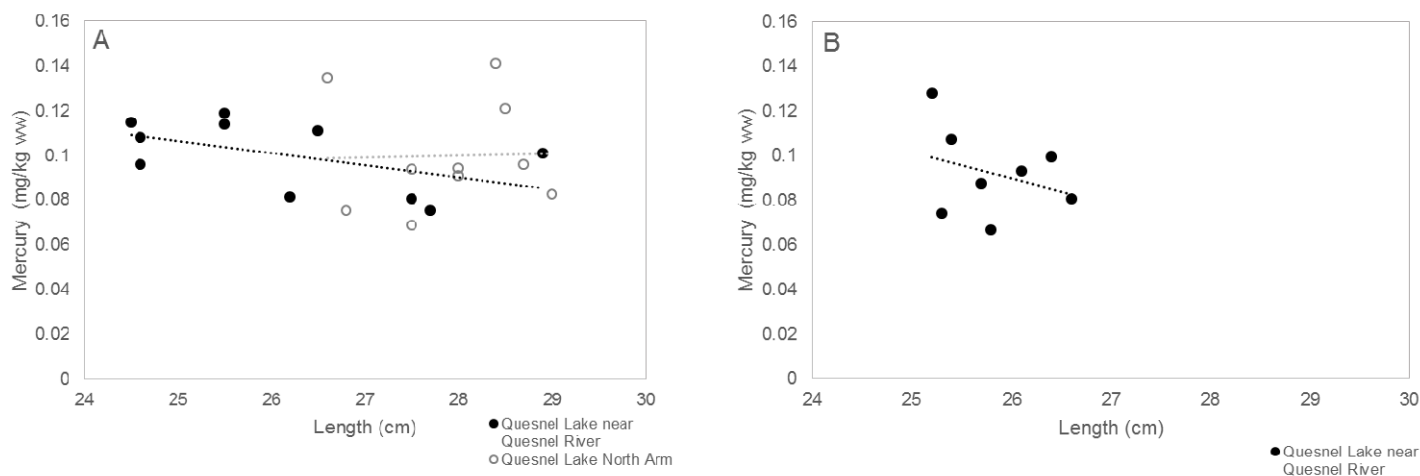 A
Mercury (mg/kg ww)
0.16
0.14
0.12
0.1
0.08
0.06
0.04
0.02
0
24 25 26 27 28 29 30
Length (cm)
Quesnel Lake near
Quesnel River
Quesnel Lake North Arm
B
Mercury (mg/kg ww)
0.16
0.14
0.12
0.1
0.08
0.06
0.04
0.02
0
24 25 26 27 28 29 30
Length (cm)
Quesnel Lake near
Quesnel River